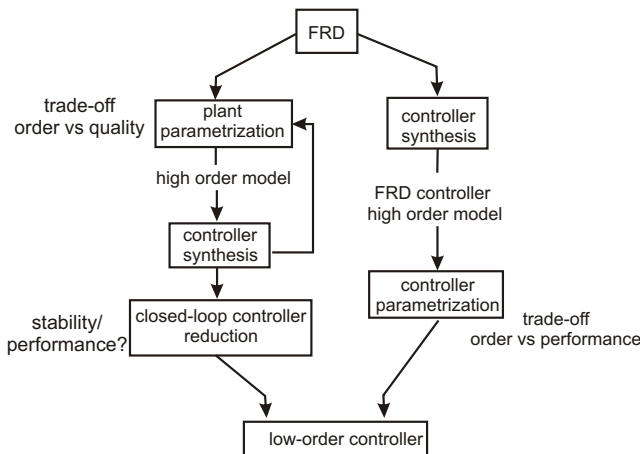 FRD
trade-off
order vs quality
plant
parametrization
high order model
controller
synthesis
stability/
performance?
closed-loop controller
reduction
controller
synthesis
FRD controller
high order model
controller
parametrization
trade-off
order vs performance
low-order controller